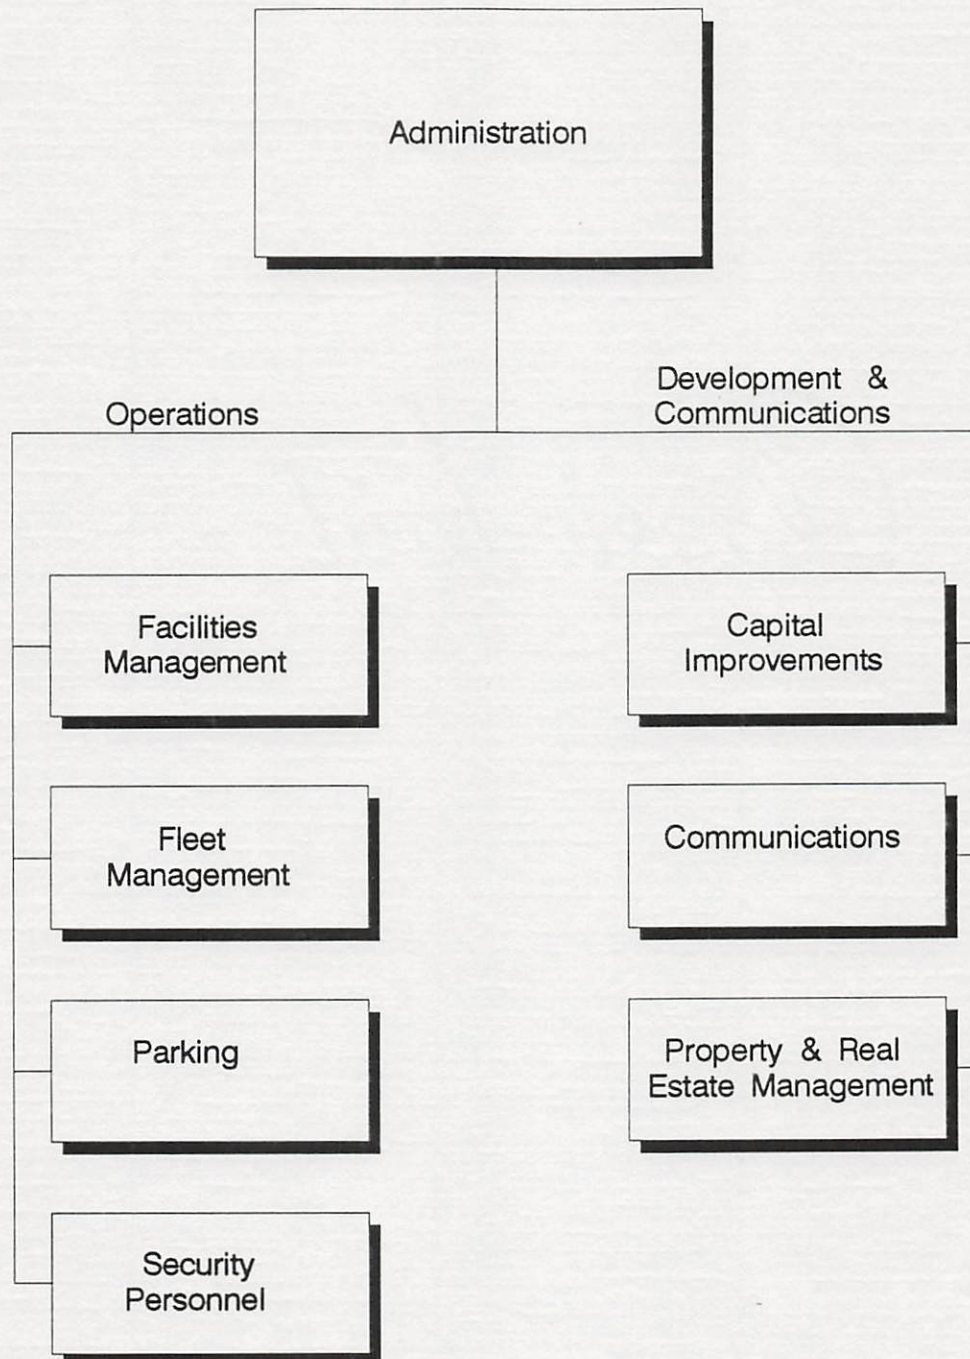 Administration
Operations
Development & 
Communications
Facilities
Management
Fleet
Management
Parking
Security
Personnel
Capital
Improvements
Communications
Property & Real
Estate Management